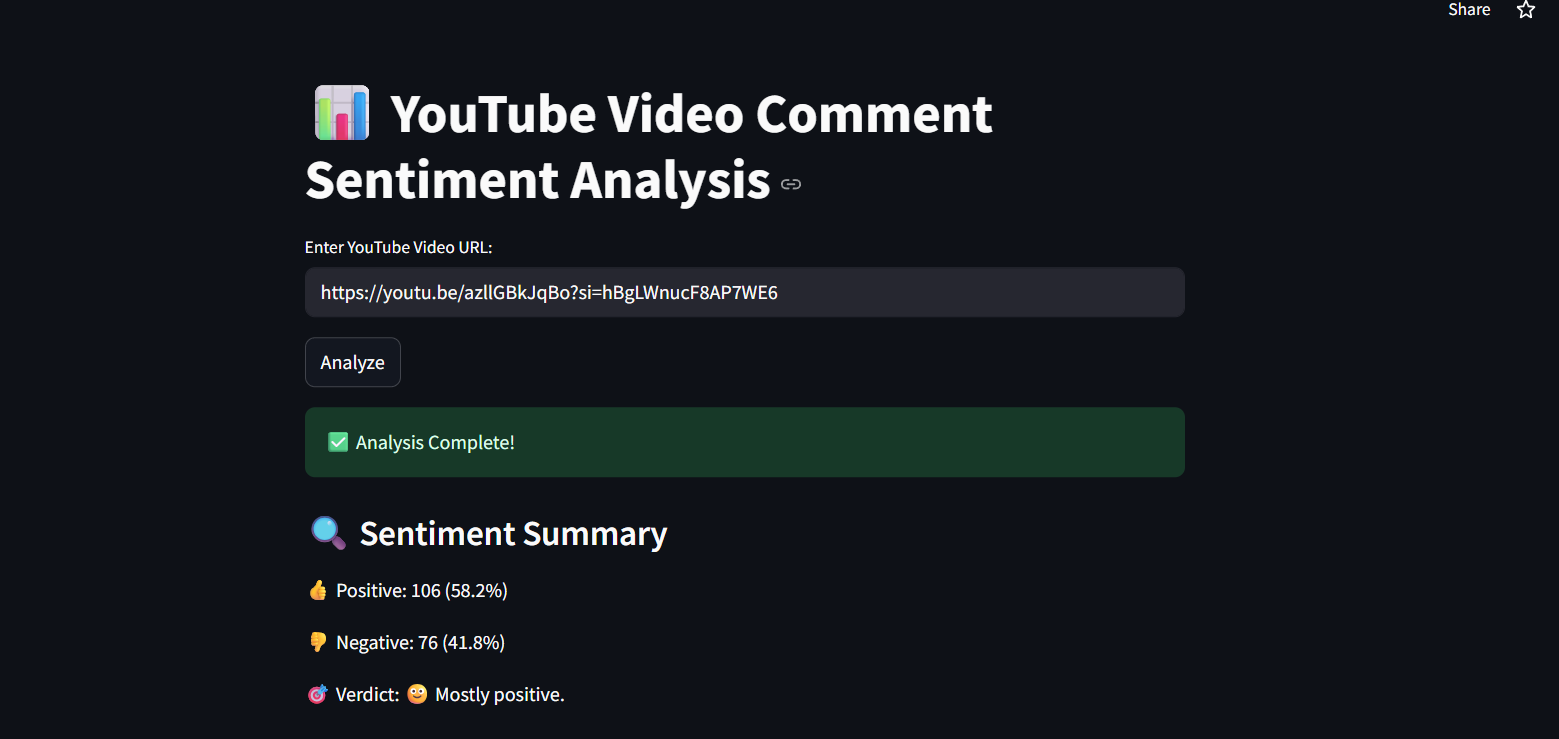 Share
YouTube Video Comment
Sentiment Analysis
Enter YouTube Video URL:
https://youtu.be/azllGBkJqBo?si=hBgLWnucF8AP7WE6
Analyze
Analysis Complete!
Sentiment Summary
Positive: 106 (58.2%)
Negative: 76 (41.8%)
Verdict: Mostly positive.